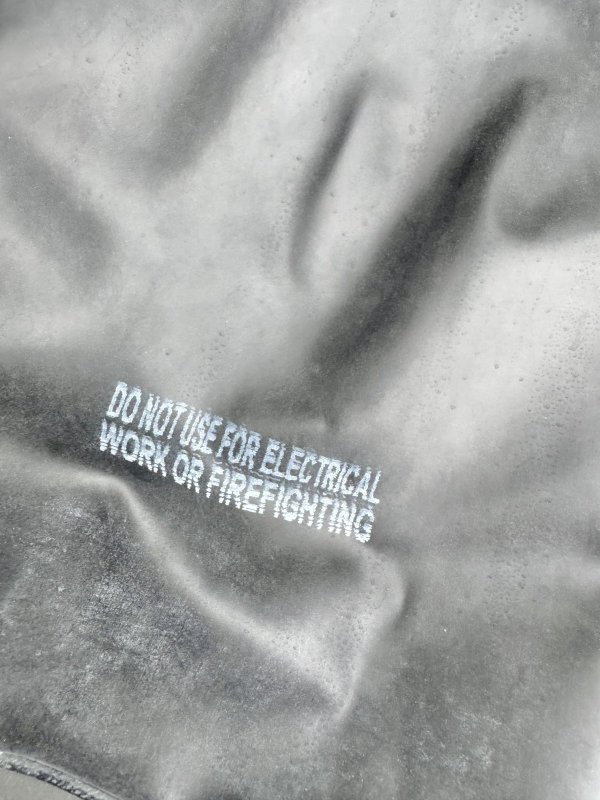 DO NOT USE FOR ELECTRICAL
WORK OR FIREFIGHTING